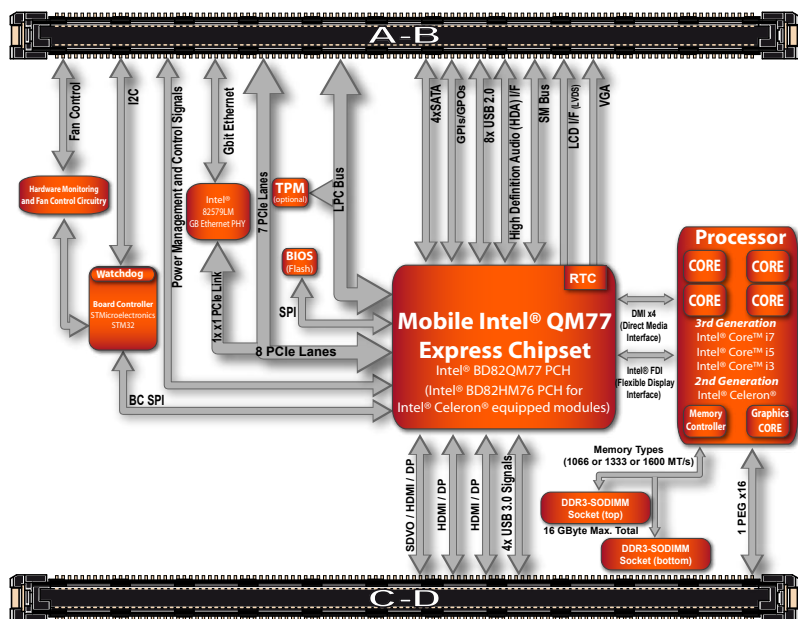 A-B
Fan Control
I2C
Power Management and Control Signals
Gbit Ethernet
7 PCIe Lanes
LPC Bus
4xSATA
GPIs/GPOs
8x USB 2.0
High Definition Audio (HDA) I/F
SM Bus
LCD I/F (LVDS)
VGA
Hardware Monitoring
and Fan Control Circuitry
Intel®
82579LM
GB Ethernet PHY
TPM
(optional)
BIOS
(Flash)
SPI
Watchdog
Board Controller
STMicroelectronics
STM32
1x x1 PCIe Link
8 PCIe Lanes
BC SPI
RTC
Mobile Intel® QM77
Express Chipset
Intel® BD82QM77 PCH
(Intel® BD82HM76 PCH for
Intel® Celeron® equipped modules)
DMI x4
(Direct Media
Interface)
Intel® FDI
(Flexible Display
Interface)
Processor
CORE
CORE
CORE
CORE
3rd Generation
Intel® Core™ i7
Intel® Core™ i5
Intel® Core™ i3
2nd Generation
Intel® Celeron®
Memory
Controller
Graphics
CORE
Memory Types
(1066 or 1333 or 1600 MT/s)
DDR3-SODIMM
Socket (top)
16 GByte Max. Total
DDR3-SODIMM
Socket (bottom)
1 PEG x16
SDVO / HDMI / DP
HDMI / DP
HDMI / DP
4x USB 3.0 Signals
C-D